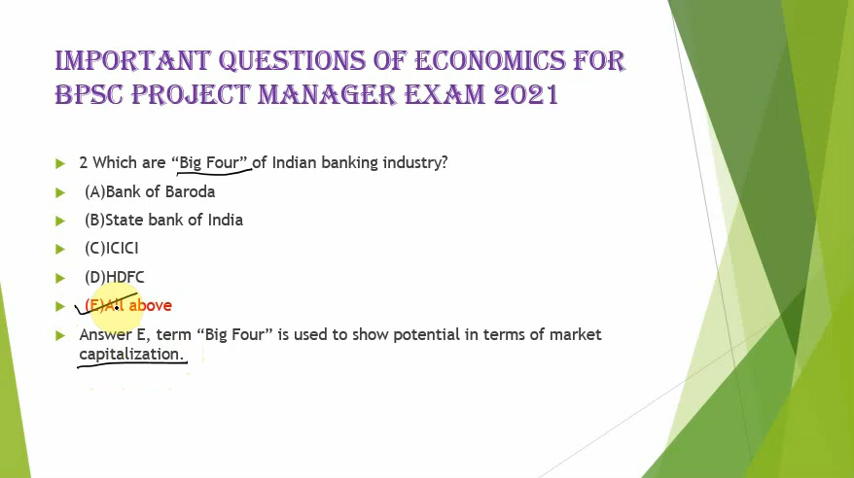 IMPORTANT QUESTIONS OF ECONOMICS FOR
BPSC PROJECT MANAGER EXAM 2021
2 Which are “Big Four” of Indian banking industry?
(A)Bank of Baroda
(B)State bank of India
(C)ICICI
(D)HDFC
(E)All above
Answer E, term “Big Four” is used to show potential in terms of market
capitalization.